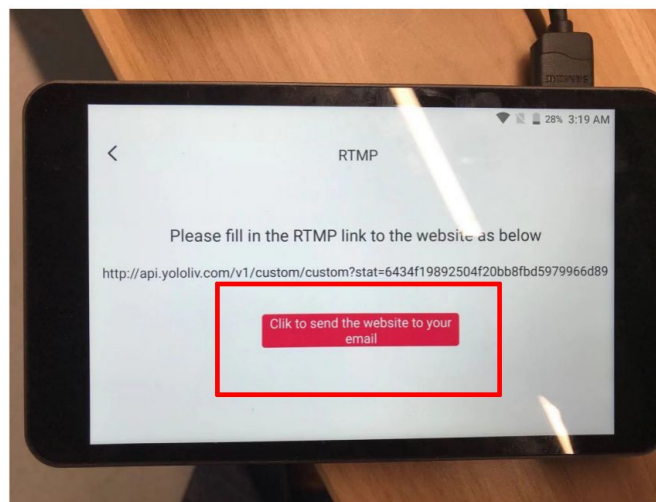 28% 3:19 AM
RTMP
Please fill in the RTMP link to the website as below
http://api.yololiv.com/v1/custom/custom?stat=6434f19892504f20bb8fbd5979966d89
Clik to send the website to your
email